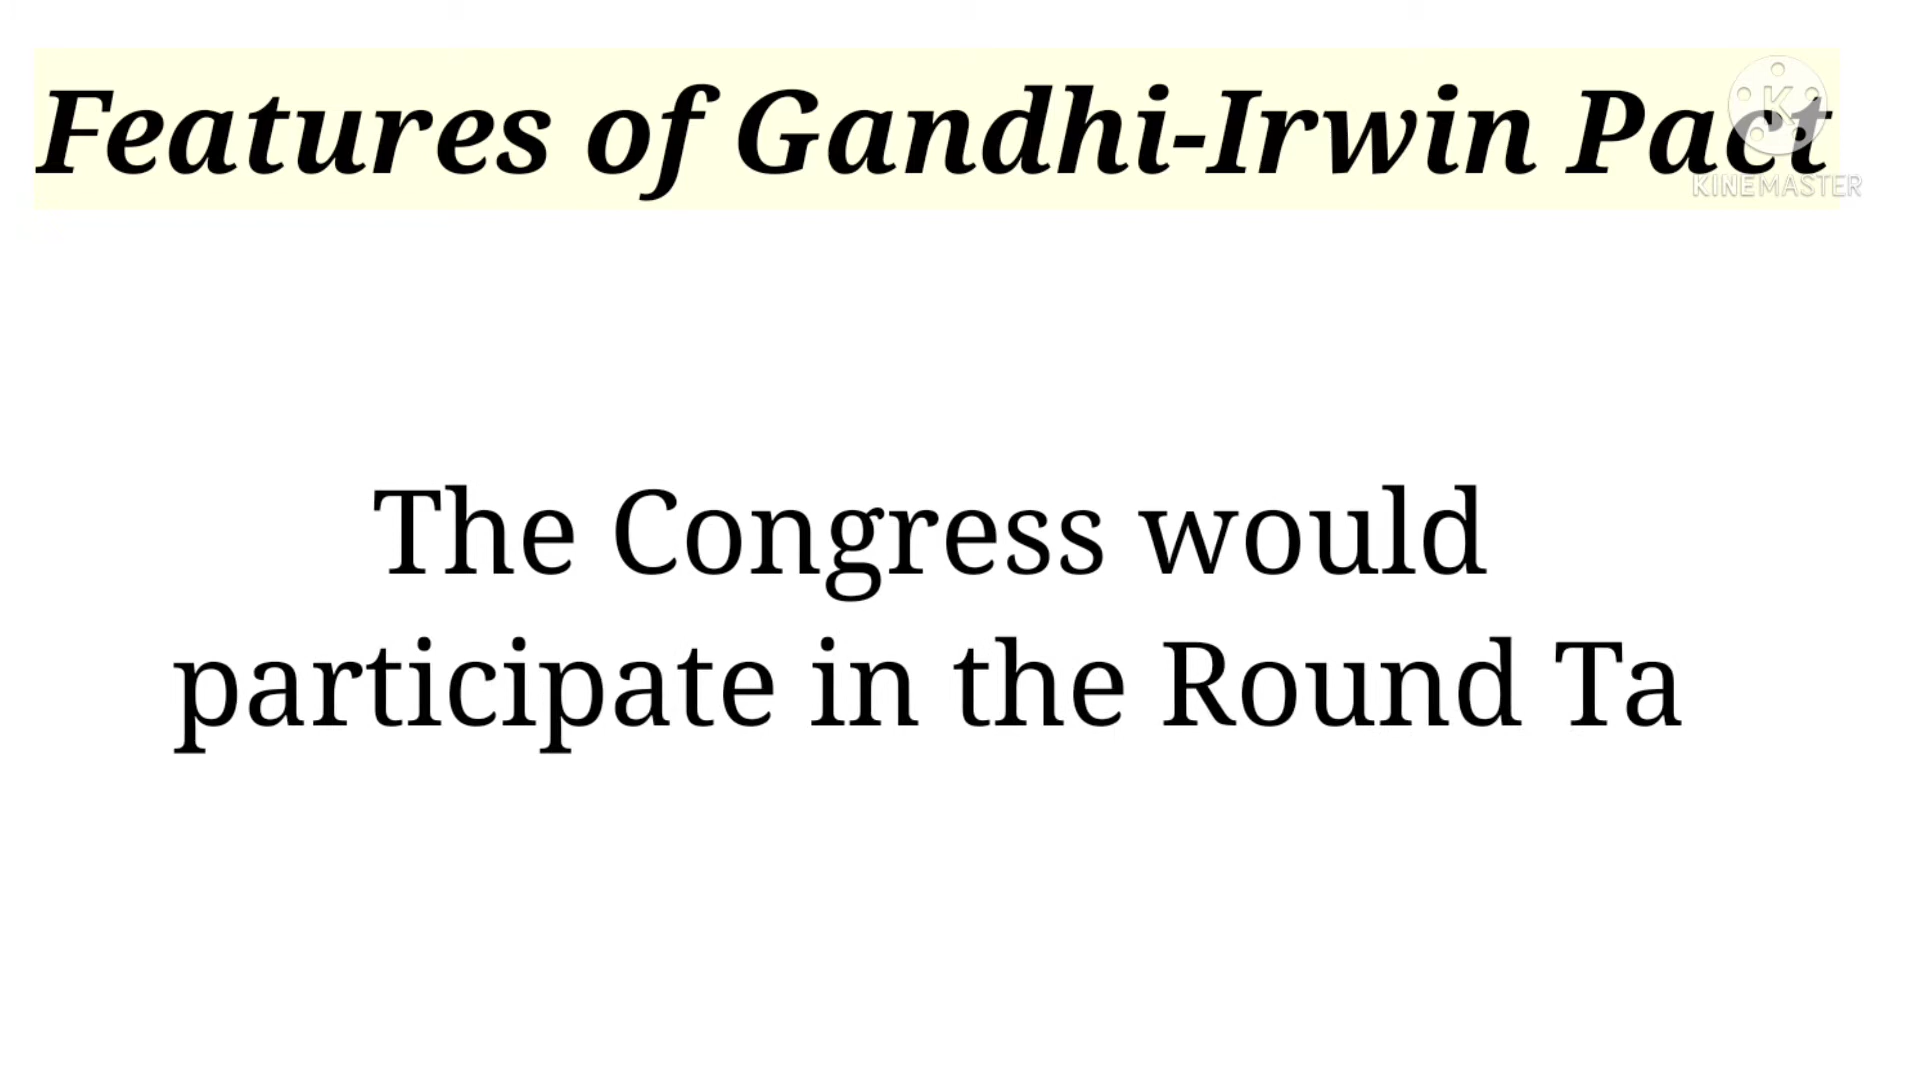 Features of Gandhi-Irwin Pact
KINEMASTER
The Congress would
participate in the Round Ta